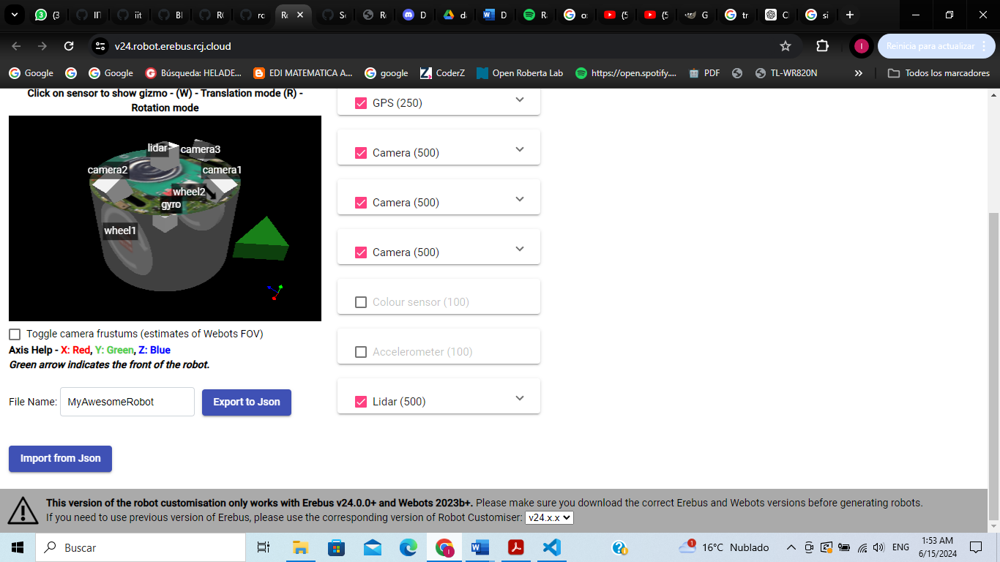 (3
II
iit
Bl
R(
rc
R
S
R
D
d
D
R
o
(5
(5
G
tr
C
si
v24.robot.erebus.rcj.cloud
I
Reinicia para actualizar
Google
Google
Búsqueda: HELADE...
EDI MATEMATICA A...
google
CoderZ
Open Roberta Lab
https://open.spotify....
PDF
TL-WR820N
»
Todos los marcadores
Click on sensor to show gizmo - (W) - Translation mode (R) -
Rotation mode
lidar
camera3
camera2
camera1
wheel2
gyro
wheel1
Toggle camera frustums (estimates of Webots FOV)
Axis Help - X: Red, Y: Green, Z: Blue
Green arrow indicates the front of the robot.
File Name:
MyAwesomeRobot
Export to Json
Import from Json
GPS (250)
Camera (500)
Camera (500)
Camera (500)
Colour sensor (100)
Accelerometer (100)
Lidar (500)
This version of the robot customisation only works with Erebus v24.0.0+ and Webots 2023b+. Please make sure you download the correct Erebus and Webots versions before generating robots.
If you need to use previous version of Erebus, please use the corresponding version of Robot Customiser: v24.x.x
Buscar
1
16°C Nublado
ENG
1:53 AM
6/15/2024